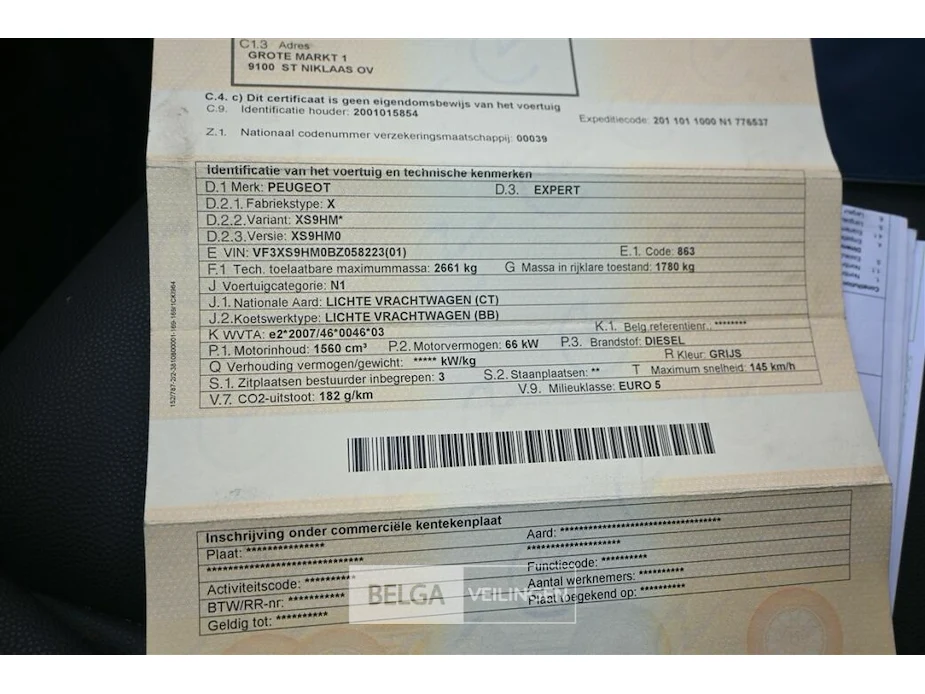 C.1.3 Adres
GROTE MARKT 1
9100 ST NIKLAAS OV
C.4. c) Dit certificaat is geen eigendomsbewijs van het voertuig
C.9. Identificatie houder: 2001015854
Expeditiecode: 201 101 1000 N1 776537
Z.1. Nationaal codenummer verzekeringsmaatschappij: 00039
Identificatie van het voertuig en technische kenmerken
D.1 Merk: PEUGEOT D.3. EXPERT
D.2.1. Fabriekstype: X
D.2.2. Variant: XS9HM*
D.2.3. Versie: XS9HM0
E VIN: VF3XS9HM0BZ058223(01) E.1. Code: 863
F.1 Tech. toelaatbare maximummassa: 2661 kg G Massa in rijklare toestand: 1780 kg
J Voertuigcategorie: N1
J.1. Nationale Aard: LICHTE VRACHTWAGEN (CT)
J.2. Koetswerktype: LICHTE VRACHTWAGEN (BB)
K WVTA: e2*2007/46*0046*03 K.1. Belg.referentienr.: ********
P.1. Motorinhoud: 1560 cm³ P.2. Motorvermogen: 66 kW P.3. Brandstof: DIESEL
Q Verhouding vermogen/gewicht: ***** kW/kg R Kleur: GRIJS
S.1. Zitplaatsen bestuurder inbegrepen: 3 S.2. Staanplaatsen: ** T Maximum snelheid: 145 km/h
V.7. CO2-uitstoot: 182 g/km V.9. Milieuklasse: EURO 5
Inschrijving onder commerciële kentekenplaat
Plaat: *************** Aard: ***********************************
Activiteitscode: ********** Functiecode: **********
BTW/RR-nr: *********** Aantal werknemers: **********
Geldig tot: ********** Plaat toegekend op: **********
BELGA VEILINGEN